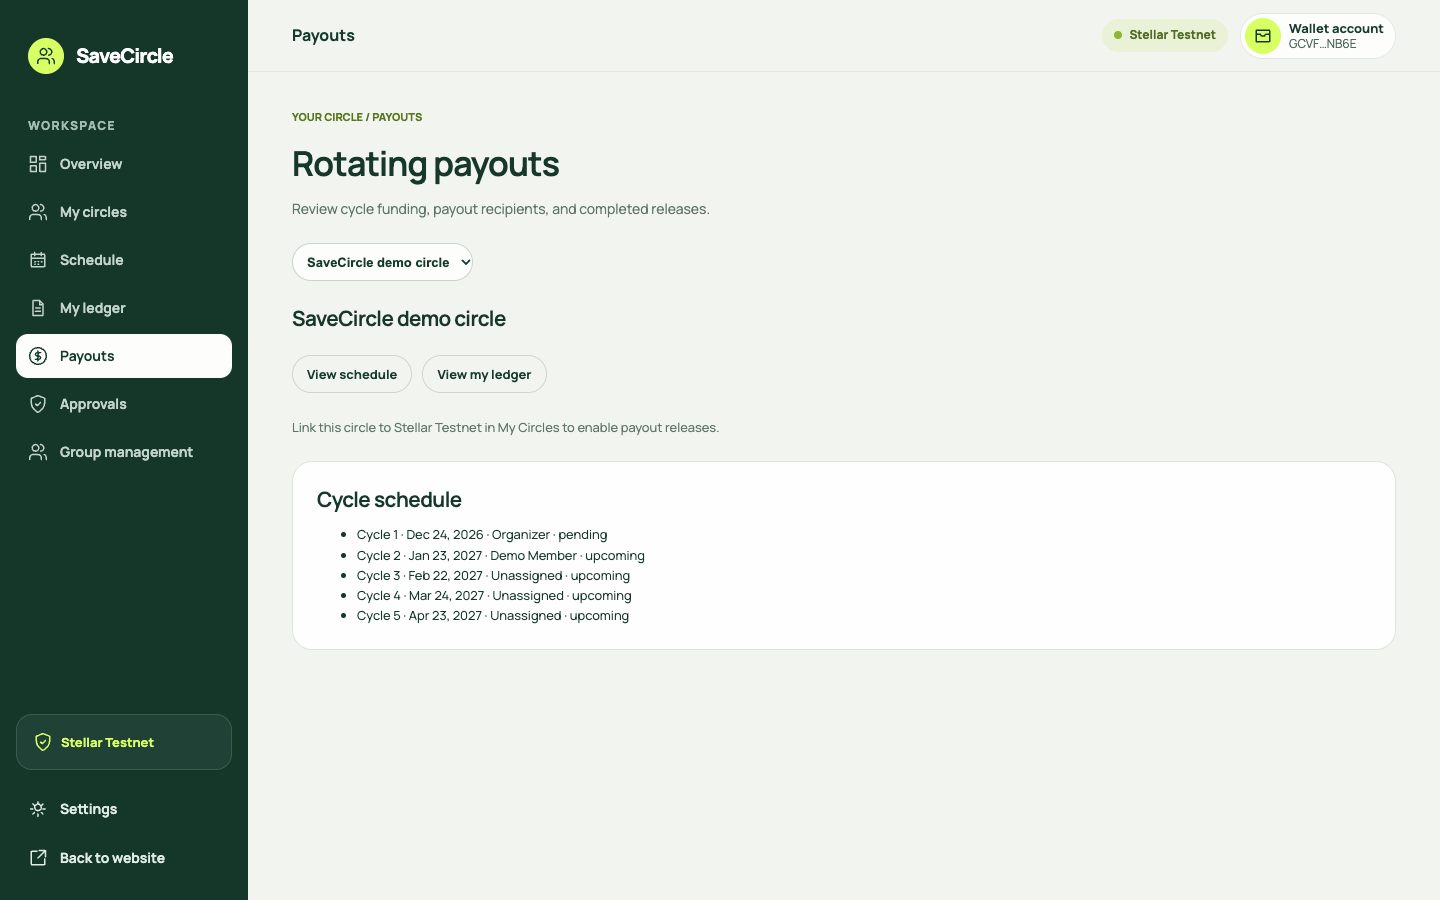 SaveCircle
WORKSPACE
Overview
My circles
Schedule
My ledger
Payouts
Approvals
Group management
Stellar Testnet
Settings
Back to website
Payouts
Stellar Testnet
Wallet account
GCVF...NB6E
YOUR CIRCLE / PAYOUTS
Rotating payouts
Review cycle funding, payout recipients, and completed releases.
SaveCircle demo circle
SaveCircle demo circle
View schedule
View my ledger
Link this circle to Stellar Testnet in My Circles to enable payout releases.
Cycle schedule
• Cycle 1 · Dec 24, 2026 · Organizer · pending
• Cycle 2 · Jan 23, 2027 · Demo Member · upcoming
• Cycle 3 · Feb 22, 2027 · Unassigned · upcoming
• Cycle 4 · Mar 24, 2027 · Unassigned · upcoming
• Cycle 5 · Apr 23, 2027 · Unassigned · upcoming